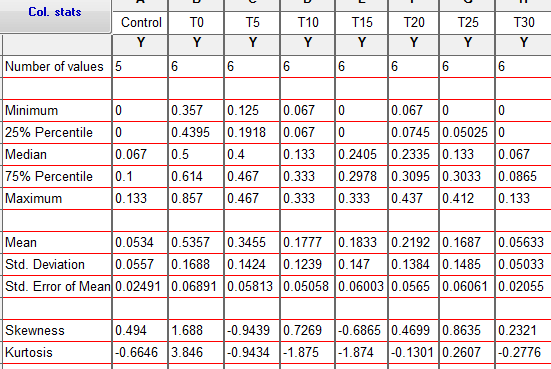 Col. stats
Control T0 T5 T10 T15 T20 T25 T30
Y Y Y Y Y Y Y Y
Number of values 5 6 6 6 6 6 6 6
Minimum 0 0.357 0.125 0.067 0 0.067 0 0
25% Percentile 0 0.4395 0.1918 0.067 0 0.0745 0.05025 0
Median 0.067 0.5 0.4 0.133 0.2405 0.2335 0.133 0.067
75% Percentile 0.1 0.614 0.467 0.333 0.2978 0.3095 0.3033 0.0865
Maximum 0.133 0.857 0.467 0.333 0.333 0.437 0.412 0.133
Mean 0.0534 0.5357 0.3455 0.1777 0.1833 0.2192 0.1687 0.05633
Std. Deviation 0.0557 0.1688 0.1424 0.1239 0.147 0.1384 0.1485 0.05033
Std. Error of Mean 0.02491 0.06891 0.05813 0.05058 0.06003 0.0565 0.06061 0.02055
Skewness 0.494 1.688 -0.9439 0.7269 -0.6865 0.4699 0.8635 0.2321
Kurtosis -0.6646 3.846 -0.9434 -1.875 -1.874 -0.1301 0.2607 -0.2776